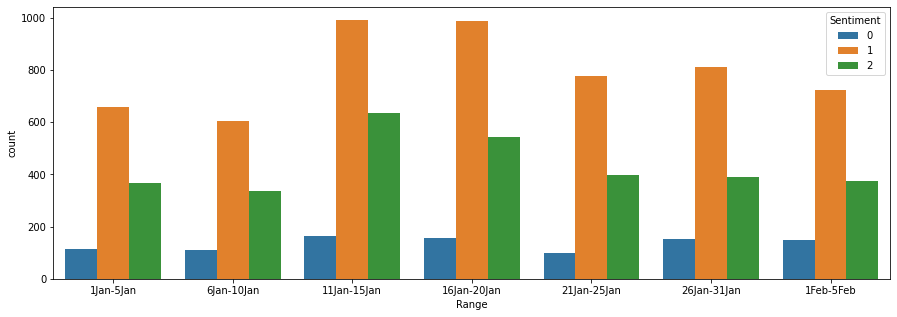 Sentiment
0
1
2
1000
800
600
400
200
0
count
1Jan-5Jan 6Jan-10Jan 11Jan-15Jan 16Jan-20Jan 21Jan-25Jan 26Jan-31Jan 1Feb-5Feb
Range